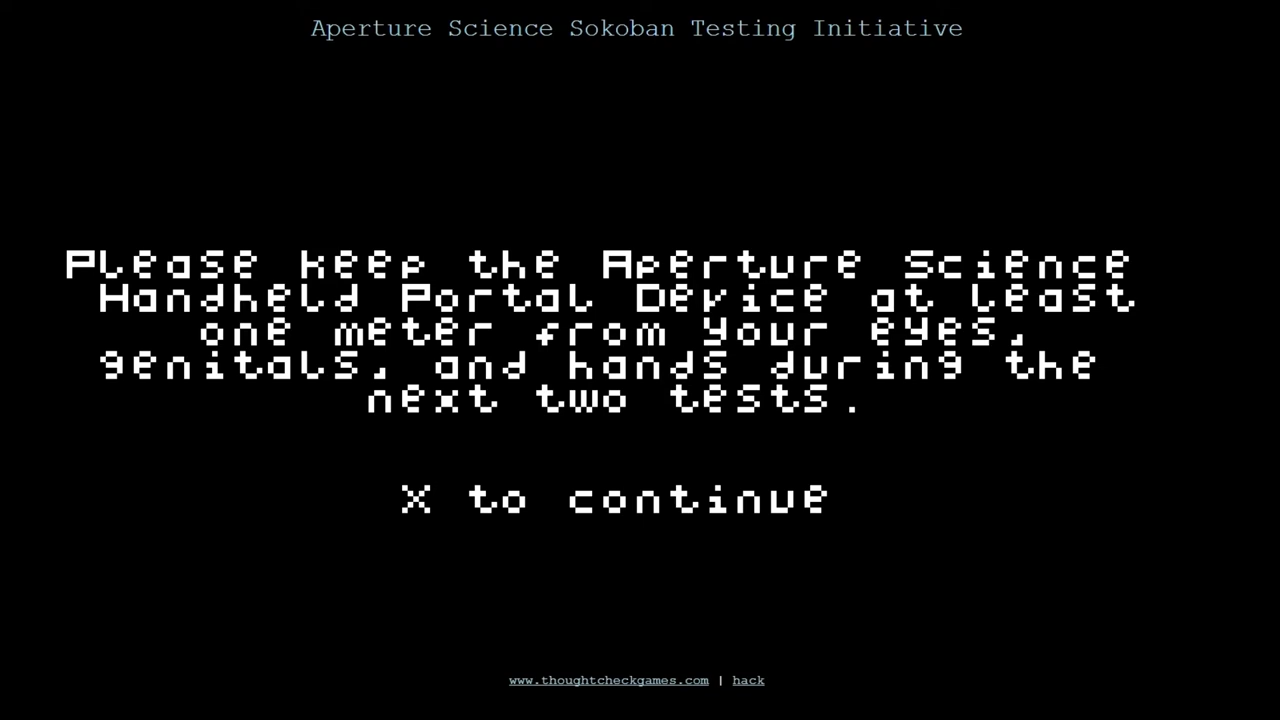 Aperture Science Sokoban Testing Initiative
Please keep the Aperture Science
Handheld Portal Device at least
one meter from your eyes,
genitals, and hands during the
next two tests.
X to continue
www.thoughtcheckgames.com | hack